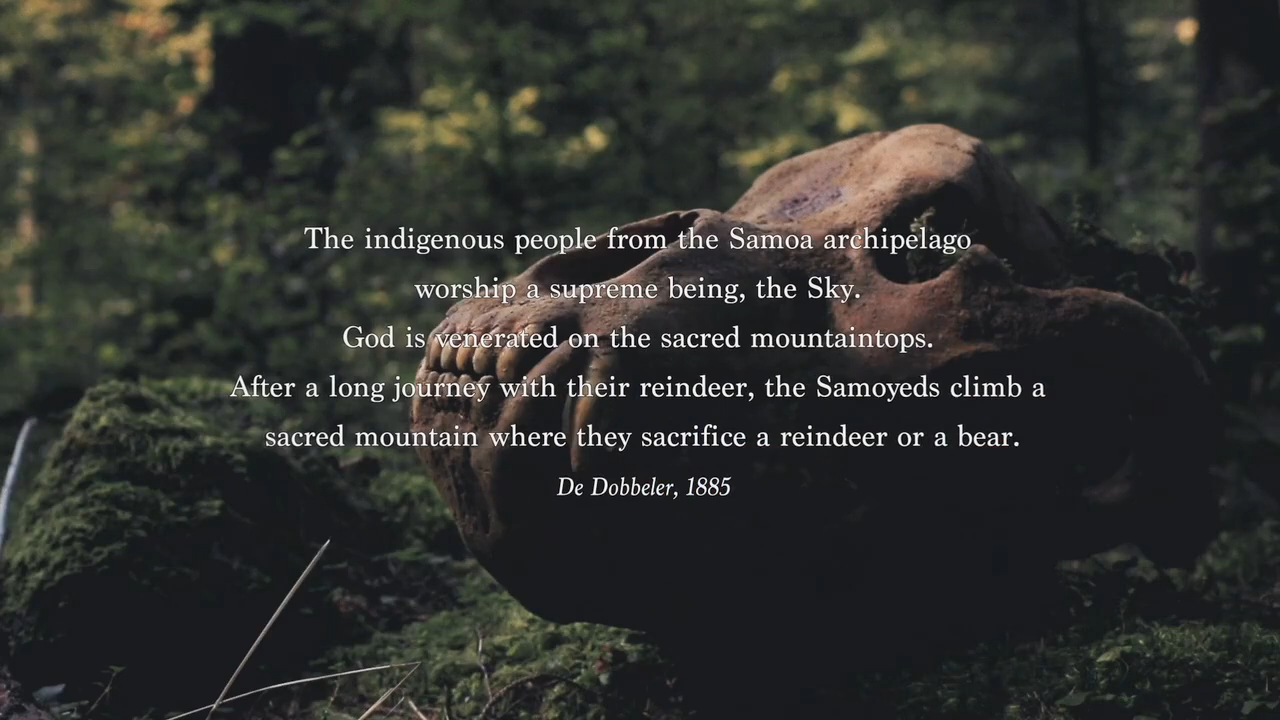 The indigenous people from the Samoa archipelago
worship a supreme being, the Sky.
God is venerated on the sacred mountaintops.
After a long journey with their reindeer, the Samoyeds climb a
sacred mountain where they sacrifice a reindeer or a bear.
De Dobbeler, 1885